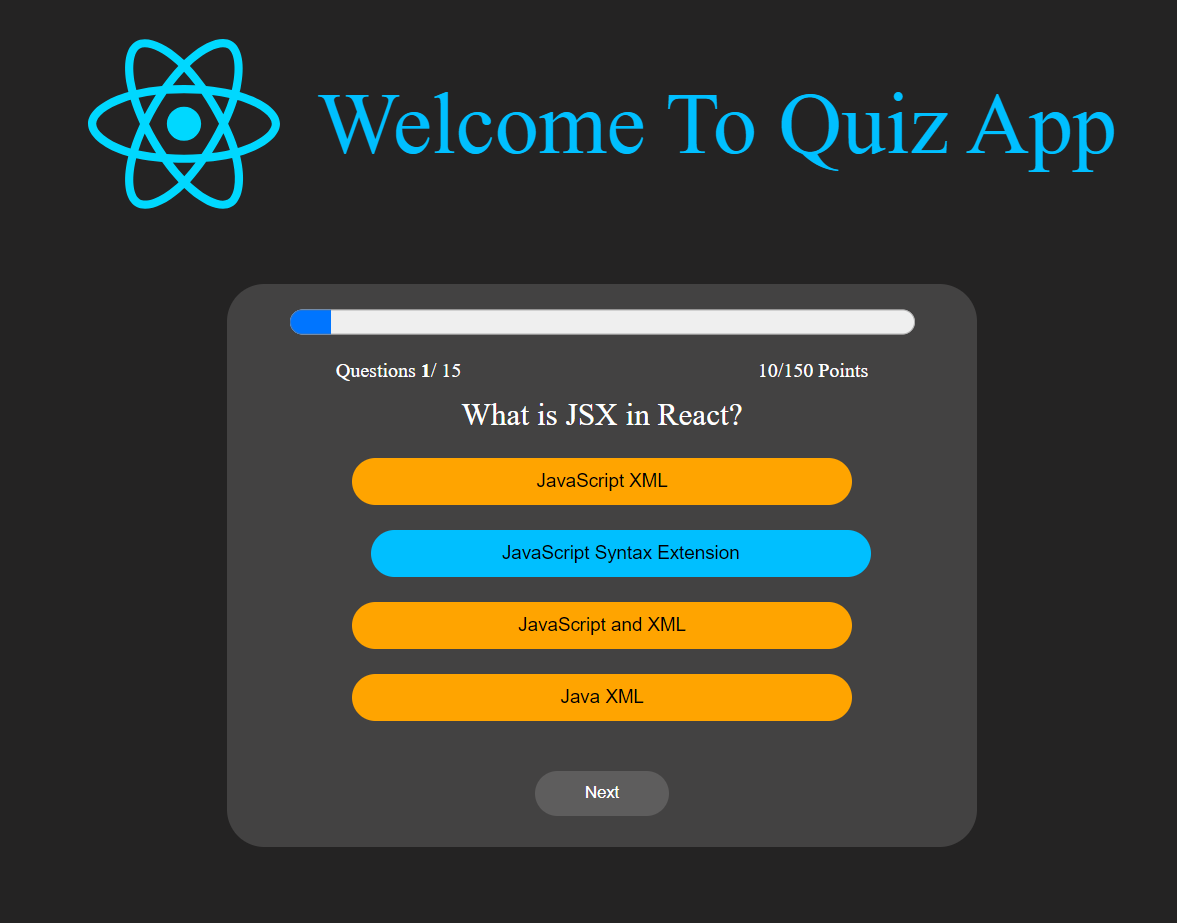 Welcome To Quiz App
Questions 1/ 15
10/150 Points
What is JSX in React?
JavaScript XML
JavaScript Syntax Extension
JavaScript and XML
Java XML
Next